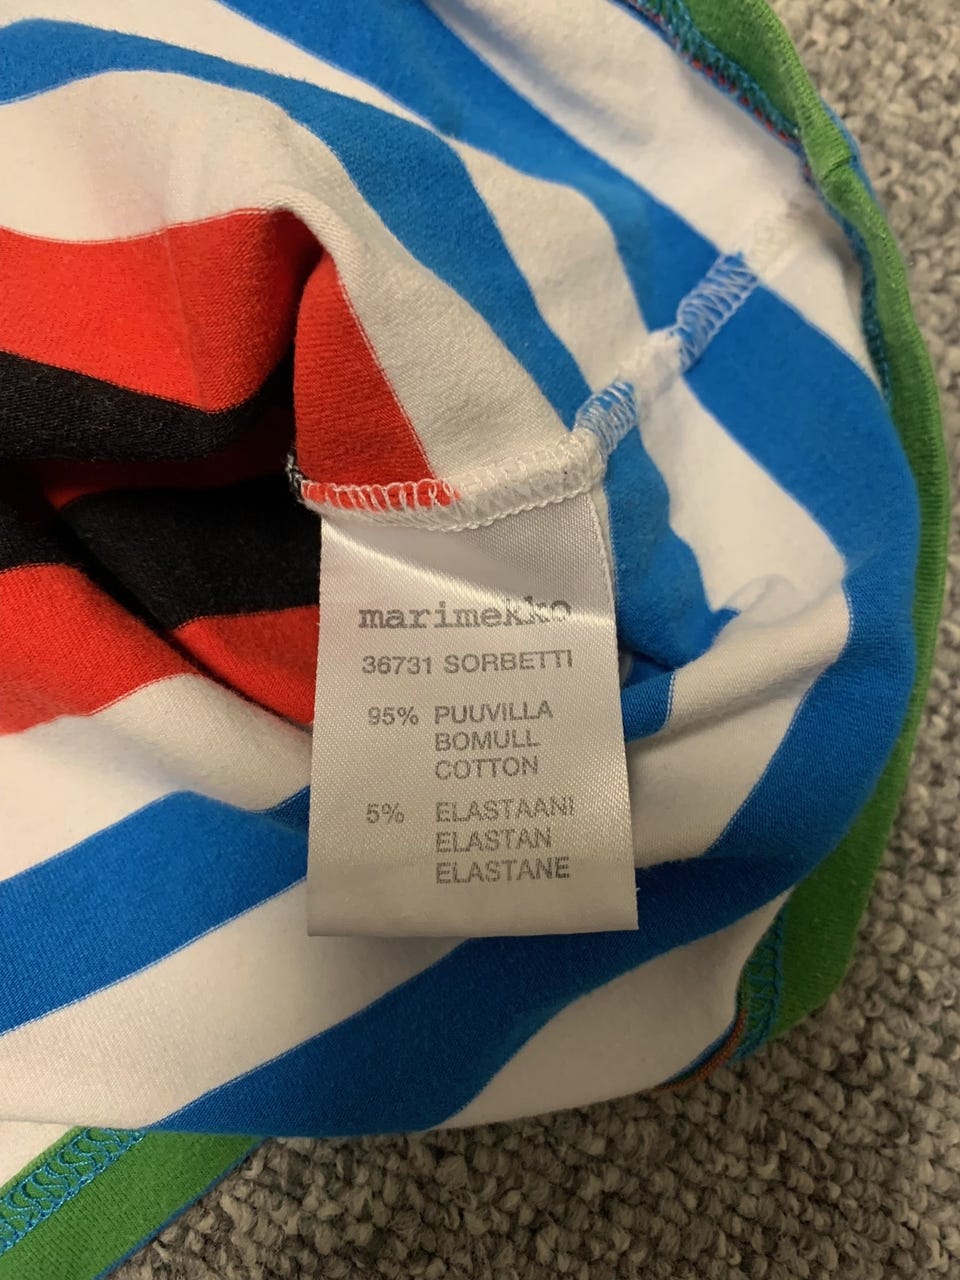 marimekko
36731 SORBETTI
95% PUUVILLA
BOMULL
COTTON
5% ELASTAANI
ELASTAN
ELASTANE